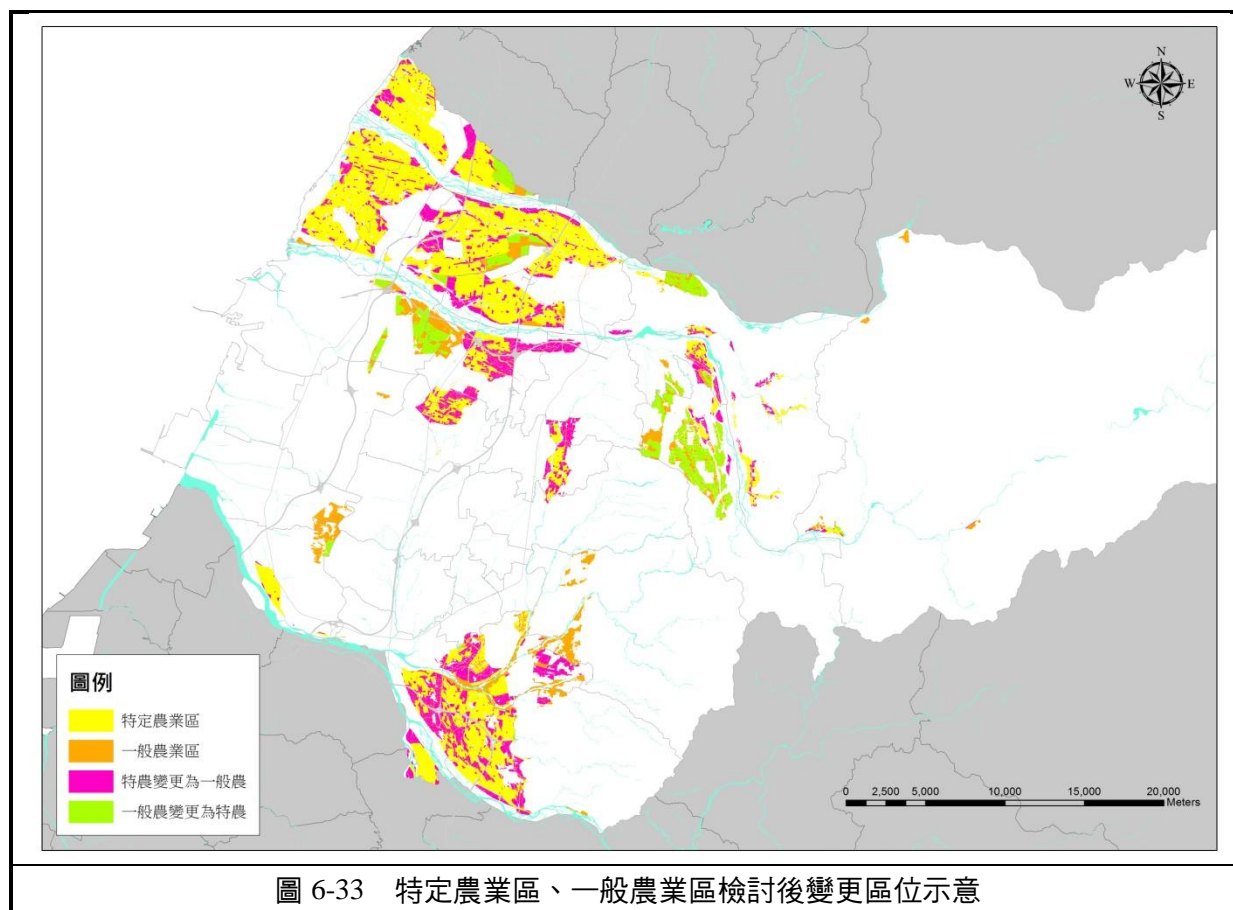 N
W E
S
圖例
特定農業區
一般農業區
特農變更為一般農
一般農變更為特農
0 2,500 5,000 10,000 15,000 20,000
Meters
圖 6-33 特定農業區、一般農業區檢討後變更區位示意